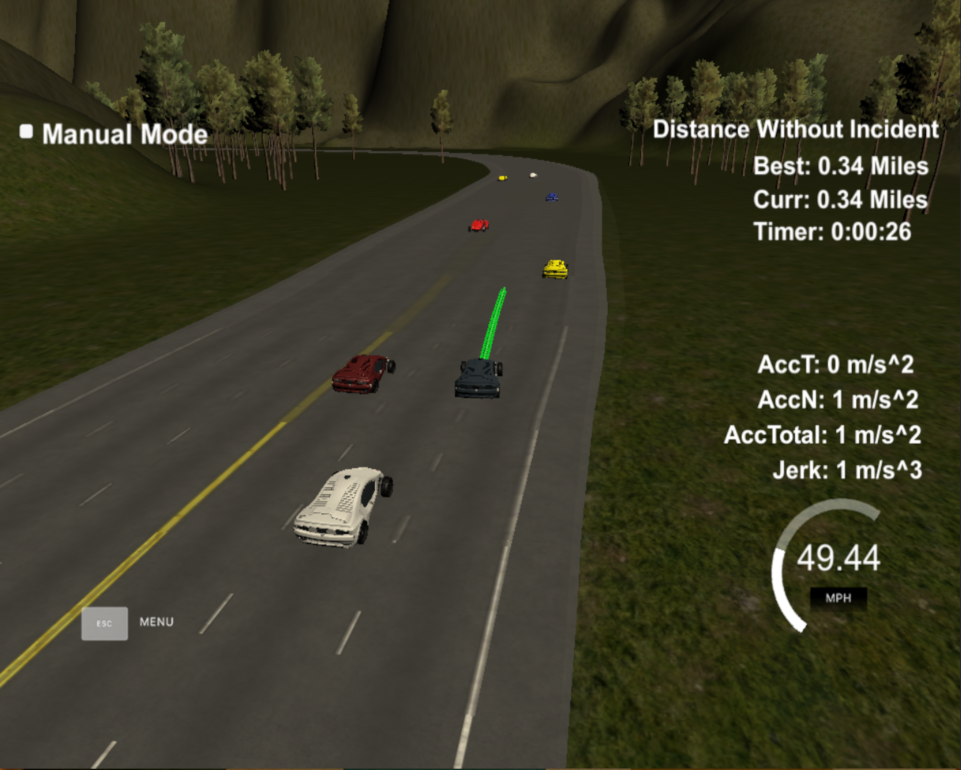 Manual Mode
Distance Without Incident
Best: 0.34 Miles
Curr: 0.34 Miles
Timer: 0:00:26
AccT: 0 m/s^2
AccN: 1 m/s^2
AccTotal: 1 m/s^2
Jerk: 1 m/s^3
49.44
MPH
ESC MENU